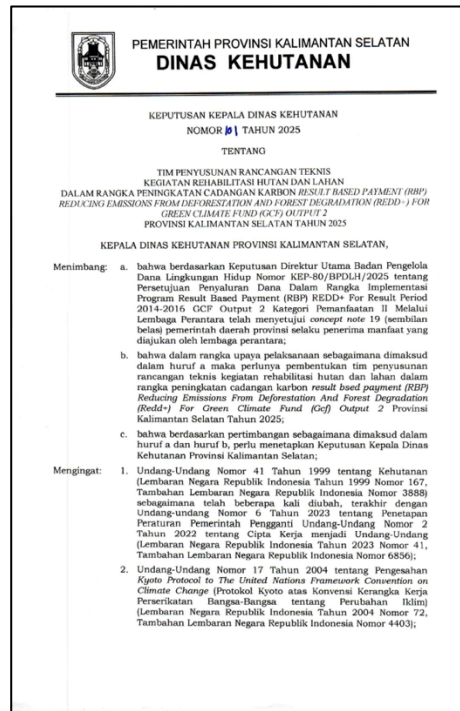 PEMERINTAH PROVINSI KALIMANTAN SELATAN
DINAS KEHUTANAN
KEPUTUSAN KEPALA DINAS KEHUTANAN
NOMOR 101 TAHUN 2025
TENTANG
TIM PENYUSUNAN RANCANGAN TEKNIS
KEGIATAN REHABILITASI HUTAN DAN LAHAN
DALAM RANGKA PENINGKATAN CADANGAN KARBON RESULT BASED PAYMENT (RBP)
REDUCING EMISSIONS FROM DEFORESTATION AND FOREST DEGRADATION (REDD+) FOR
GREEN CLIMATE FUND (GCF) OUTPUT 2
PROVINSI KALIMANTAN SELATAN TAHUN 2025
KEPALA DINAS KEHUTANAN PROVINSI KALIMANTAN SELATAN,
Menimbang: a. bahwa berdasarkan Keputusan Direktur Utama Badan Pengelola
Dana Lingkungan Hidup Nomor KEP-80/BPDLH/2025 tentang
Persetujuan Penyaluran Dana Dalam Rangka Implementasi
Program Result Based Payment (RBP) REDD+ For Result Period
2014-2016 GCF Output 2 Kategori Pemanfaatan II Melalui
Lembaga Perantara telah menyetujui concept note 19 (sembilan
belas) pemerintah daerah provinsi selaku penerima manfaat yang
diajukan oleh lembaga perantara;
b. bahwa dalam rangka upaya pelaksanaan sebagaimana dimaksud
dalam huruf a maka perlunya pembentukan tim penyusunan
rancangan teknis kegiatan rehabilitasi hutan dan lahan dalam
rangka peningkatan cadangan karbon result bsed payment (RBP)
Reducing Emissions From Deforestation And Forest Degradation
(Redd+) For Green Climate Fund (Gcf) Output 2 Provinsi
Kalimantan Selatan Tahun 2025;
c. bahwa berdasarkan pertimbangan sebagaimana dimaksud dalam
huruf a dan huruf b, perlu menetapkan Keputusan Kepala Dinas
Kehutanan Provinsi Kalimantan Selatan;
Mengingat: 1. Undang-Undang Nomor 41 Tahun 1999 tentang Kehutanan
(Lembaran Negara Republik Indonesia Tahun 1999 Nomor 167,
Tambahan Lembaran Negara Republik Indonesia Nomor 3888)
sebagaimana telah beberapa kali diubah, terakhir dengan
Undang-undang Nomor 6 Tahun 2023 tentang Penetapan
Peraturan Pemerintah Pengganti Undang-Undang Nomor 2
Tahun 2022 tentang Cipta Kerja menjadi Undang-Undang
(Lembaran Negara Republik Indonesia Tahun 2023 Nomor 41,
Tambahan Lembaran Negara Republik Indonesia Nomor 6856);
2. Undang-Undang Nomor 17 Tahun 2004 tentang Pengesahan
Kyoto Protocol to The United Nations Framework Convention on
Climate Change (Protokol Kyoto atas Konvensi Kerangka Kerja
Perserikatan Bangsa-Bangsa tentang Perubahan Iklim)
(Lembaran Negara Republik Indonesia Tahun 2004 Nomor 72,
Tambahan Lembaran Negara Republik Indonesia Nomor 4403);